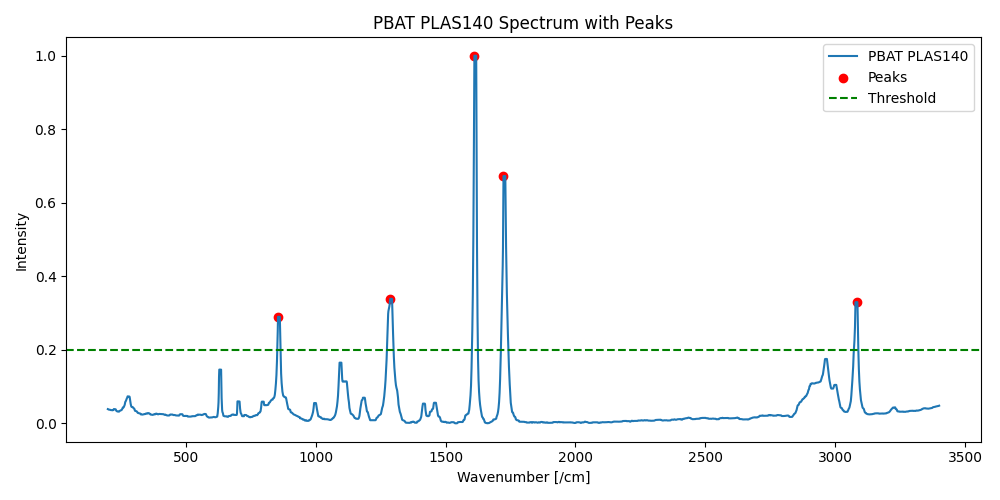 PBAT PLAS140 Spectrum with Peaks
PBAT PLAS140
Peaks
Threshold
Intensity
1.0
0.8
0.6
0.4
0.2
0.0
500 1000 1500 2000 2500 3000 3500
Wavenumber [/cm]